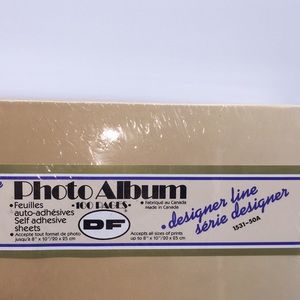 Photo Album
-100 PAGES-
• Feuilles
auto-adhésives
Self adhesive
sheets
• Accepte tout format de photo
jusqu'à 8" x 10"/20 x 25 cm
DF
• Fabriqué au Canada
Made in Canada
Accepts all sizes of prints
up to 8" x 10"/20 x 25 cm
• designer line
série designer
1531-50A